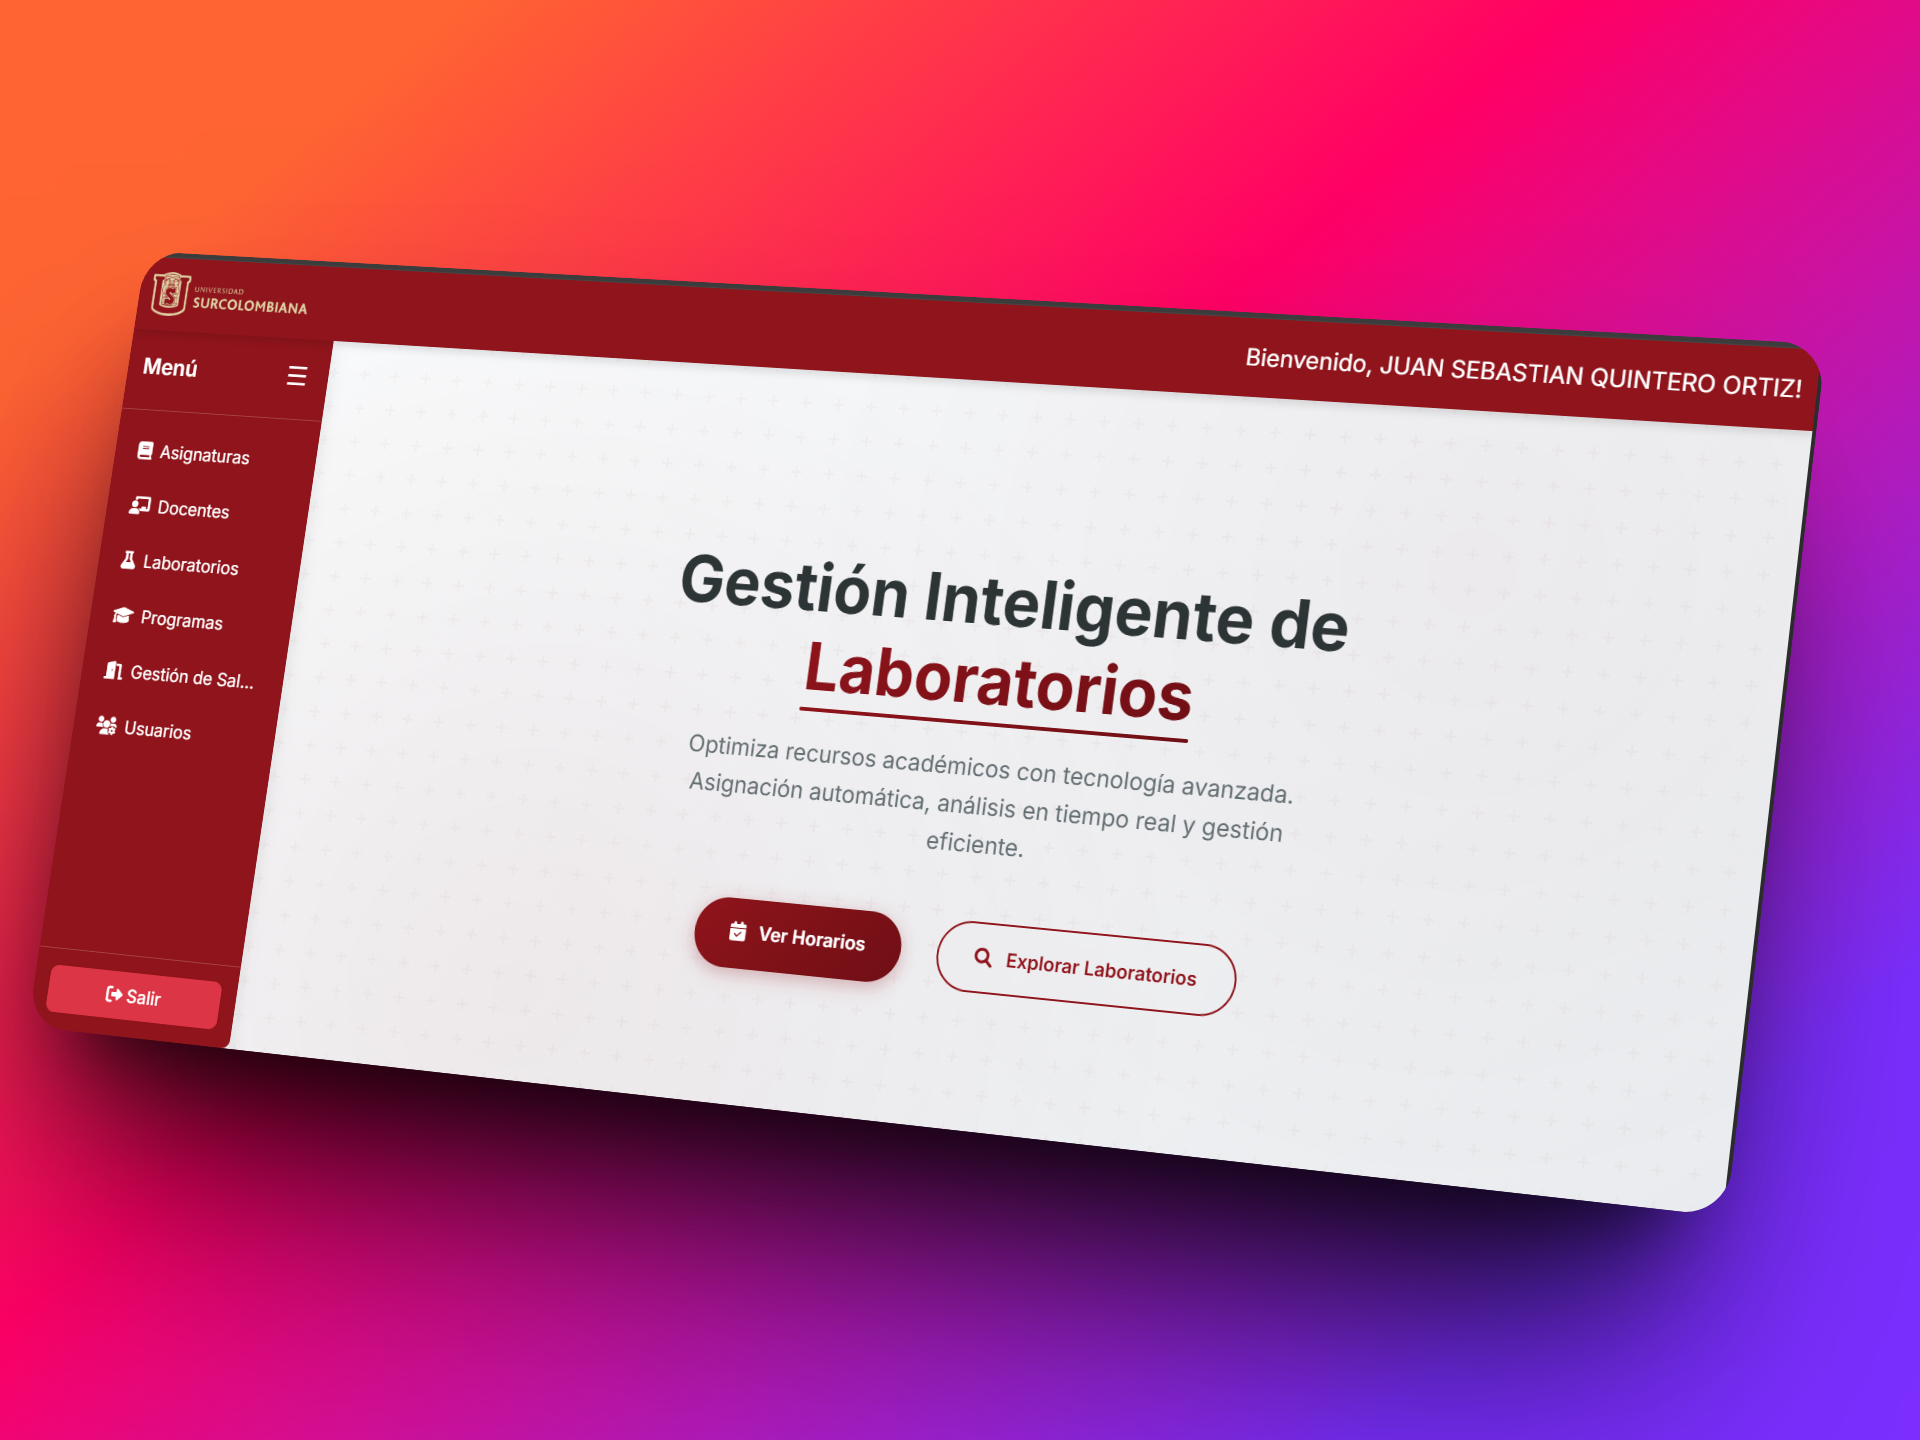 UNIVERSIDAD
SURCOLOMBIANA
Bienvenido, JUAN SEBASTIAN QUINTERO ORTIZ!
Menú
Asignaturas
Docentes
Laboratorios
Programas
Gestión de Sal...
Usuarios
Salir
Gestión Inteligente de
Laboratorios
Optimiza recursos académicos con tecnología avanzada.
Asignación automática, análisis en tiempo real y gestión
eficiente.
Ver Horarios
Explorar Laboratorios